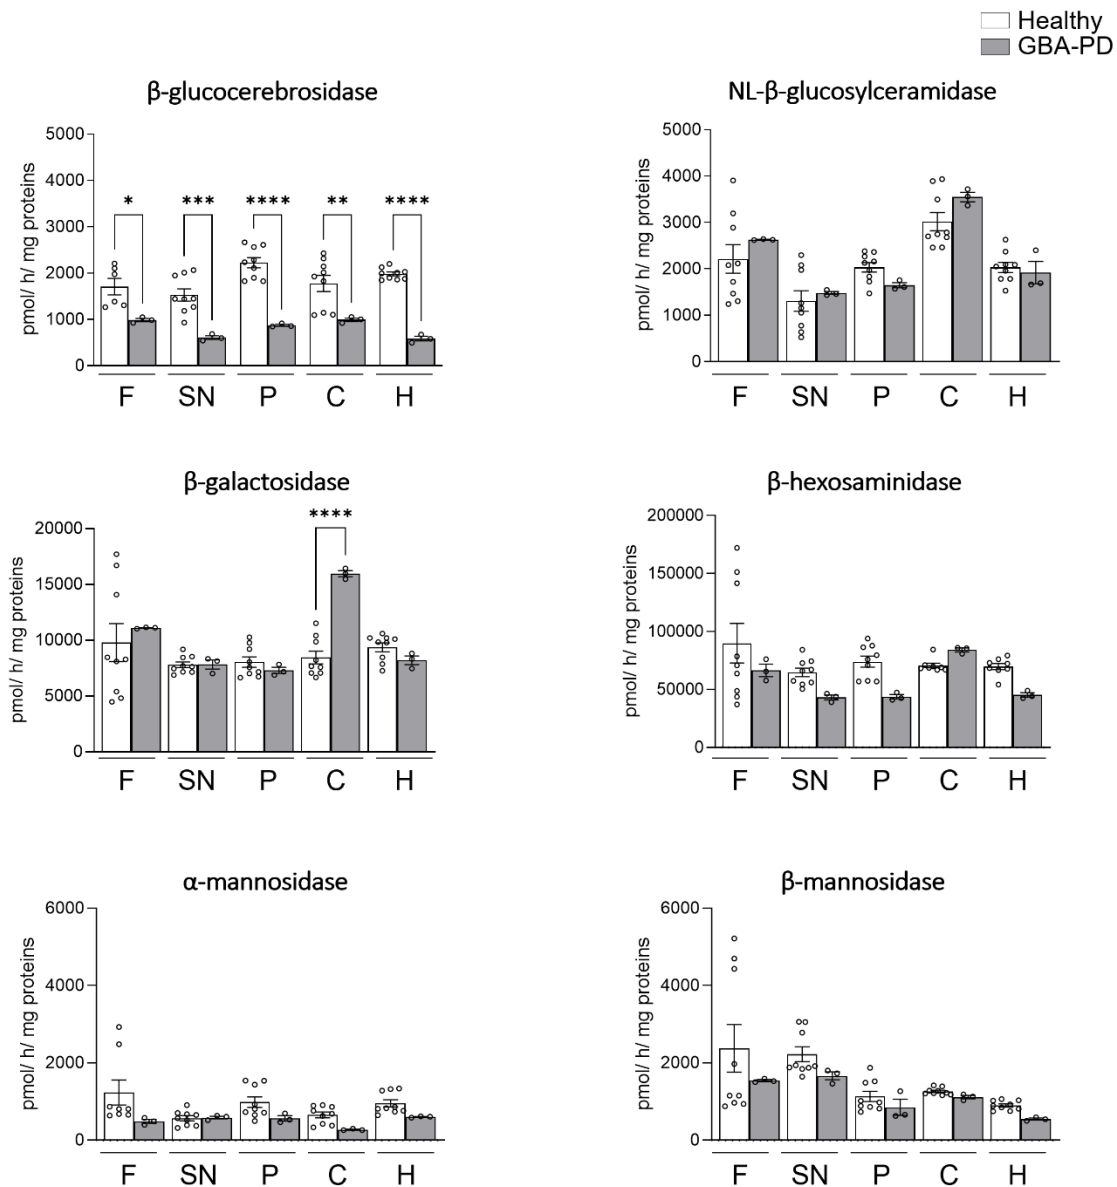 Healthy
GBA-PD
β-glucocerebrosidase
pmol/ h/ mg proteins
5000
4000
3000
2000
1000
0
* *** **** ** ****
F SN P C H
NL-β-glucosylceramidase
pmol/ h/ mg proteins
5000
4000
3000
2000
1000
0
F SN P C H
β-galactosidase
pmol/ h/ mg proteins
20000
15000
10000
5000
0
****
F SN P C H
β-hexosaminidase
pmol/ h/ mg proteins
200000
150000
100000
50000
0
F SN P C H
α-mannosidase
pmol/ h/ mg proteins
6000
4000
2000
0
F SN P C H
β-mannosidase
pmol/ h/ mg proteins
6000
4000
2000
0
F SN P C H